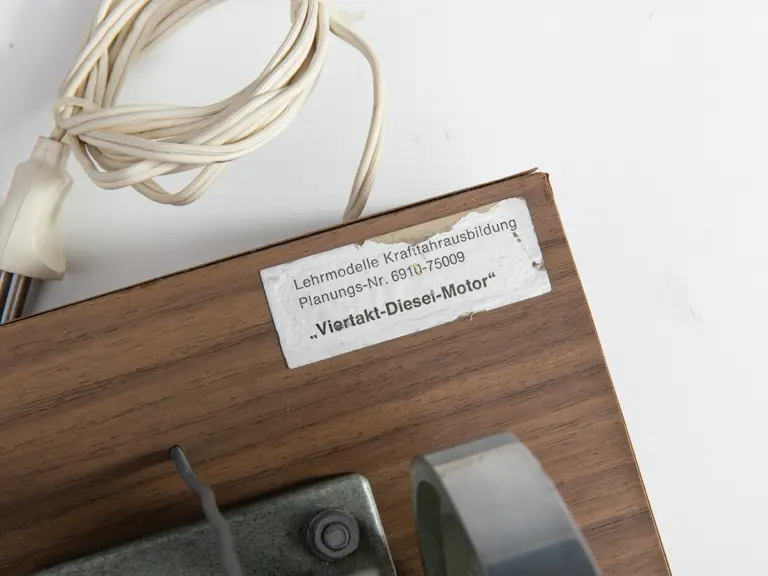 Lehrmodelle Kraftfahrausbildung
Planungs-Nr. 6910-75009
„Viertakt-Diesel-Motor“